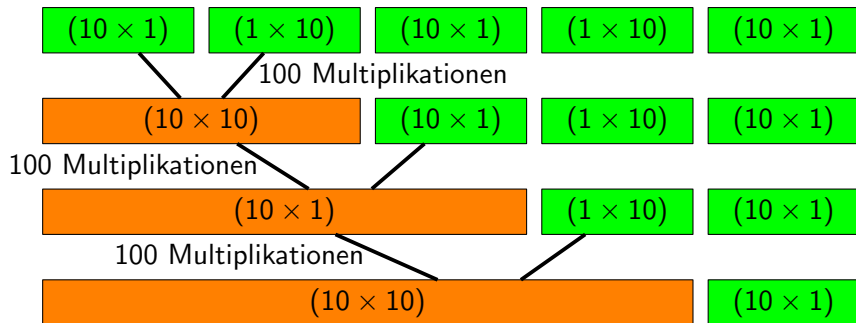 (10 × 1) (1 × 10) (10 × 1) (1 × 10) (10 × 1)
100 Multiplikationen
(10 × 10) (10 × 1) (1 × 10) (10 × 1)
100 Multiplikationen
(10 × 1) (1 × 10) (10 × 1)
100 Multiplikationen
(10 × 10) (10 × 1)